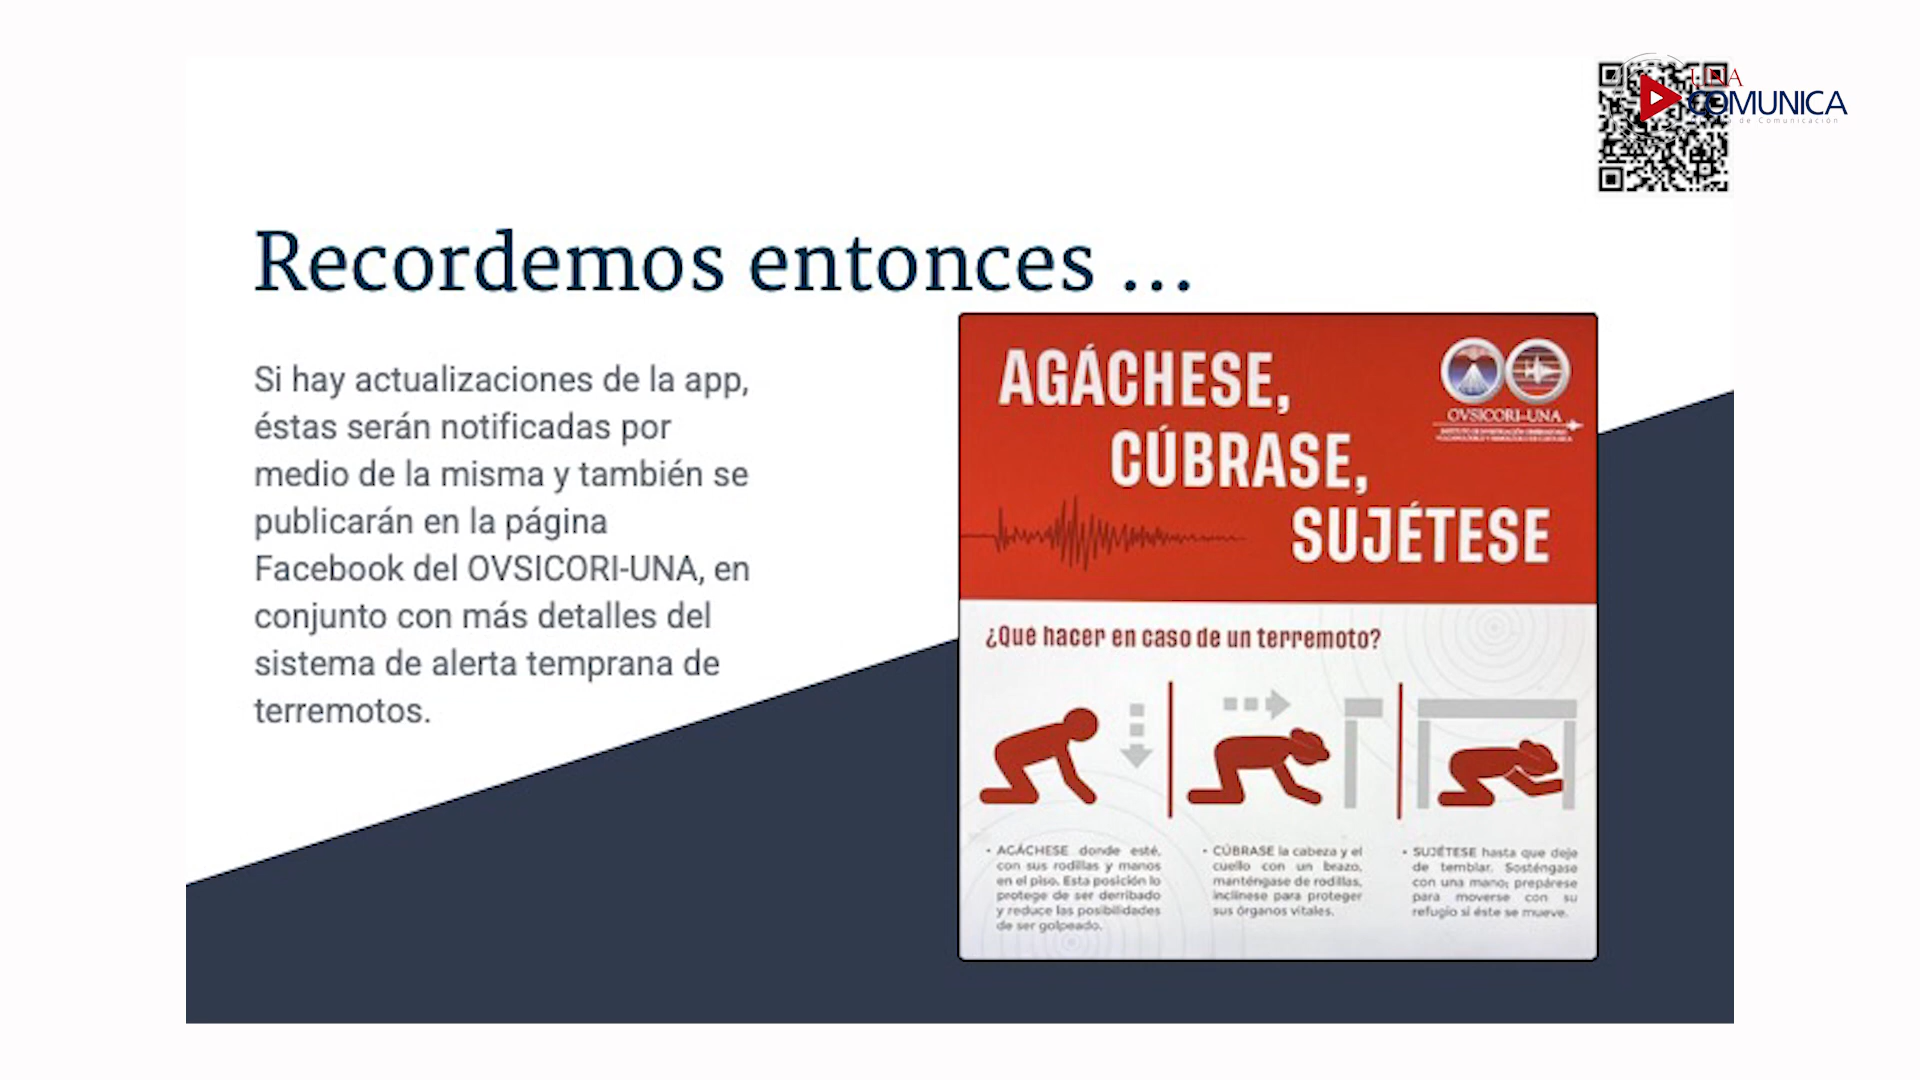 UNA
COMUNICA
de Comunicación
Recordemos entonces ...
Si hay actualizaciones de la app,
éstas serán notificadas por
medio de la misma y también se
publicarán en la página
Facebook del OVSICORI-UNA, en
conjunto con más detalles del
sistema de alerta temprana de
terremotos.
AGÁCHESE,
CÚBRASE,
SUJÉTESE
OVSICORI-UNA
¿Qué hacer en caso de un terremoto?
• AGÁCHESE donde esté,
con sus rodillas y manos
en el piso. Esta posición lo
protege de ser derribado
y reduce las posibilidades
de ser golpeado.
• CÚBRASE la cabeza y el
cuello con un brazo,
manténgase de rodillas,
inclínese para proteger
sus órganos vitales.
• SUJÉTESE hasta que deje
de temblar. Sosténgase
con una mano; prepárese
para moverse con su
refugio si éste se mueve.